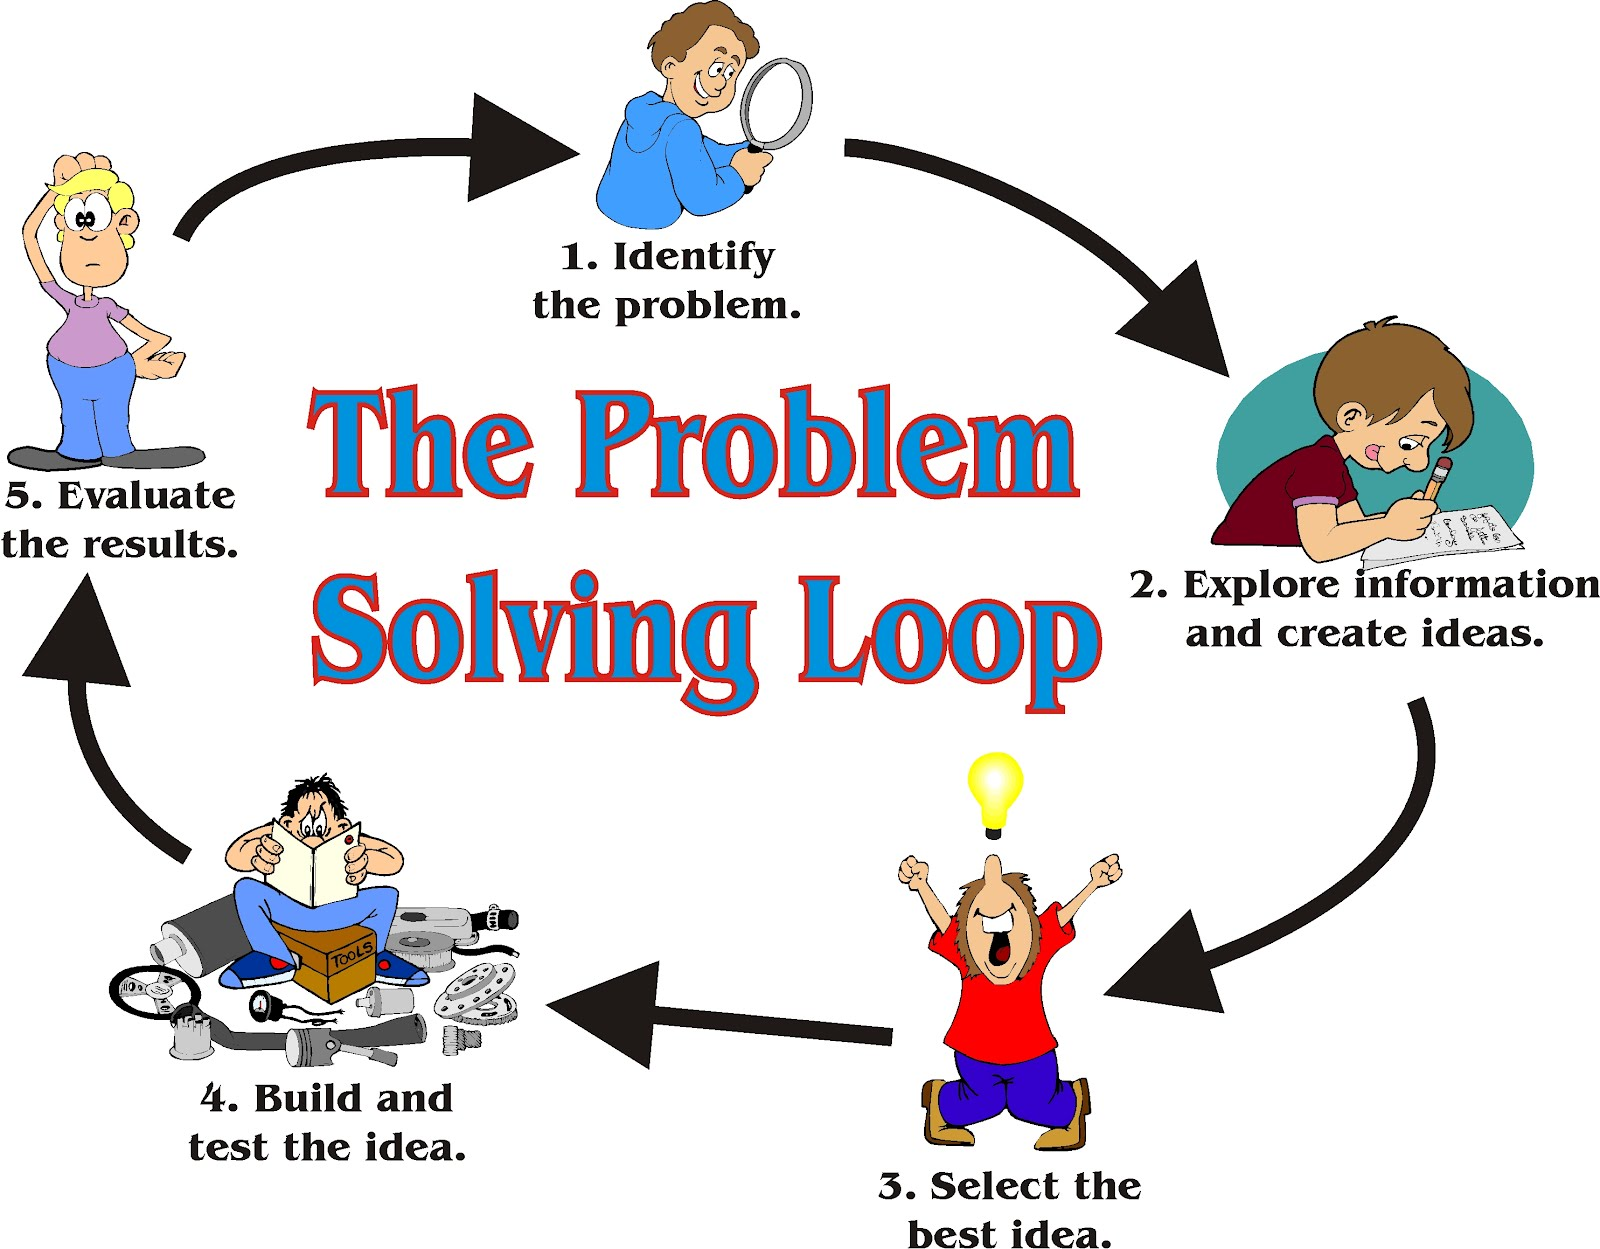 1. Identify
the problem.
The Problem
Solving Loop
2. Explore information
and create ideas.
3. Select the
best idea.
TOOLS
4. Build and
test the idea.
5. Evaluate
the results.